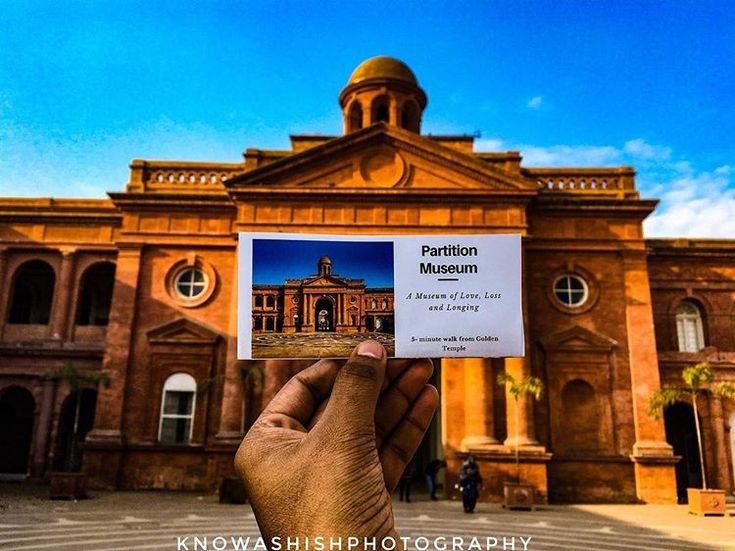 Partition
Museum
A Museum of Love, Loss
and Longing
5- minute walk from Golden
Temple
KNOWASHISHPHOTOGRAPHY